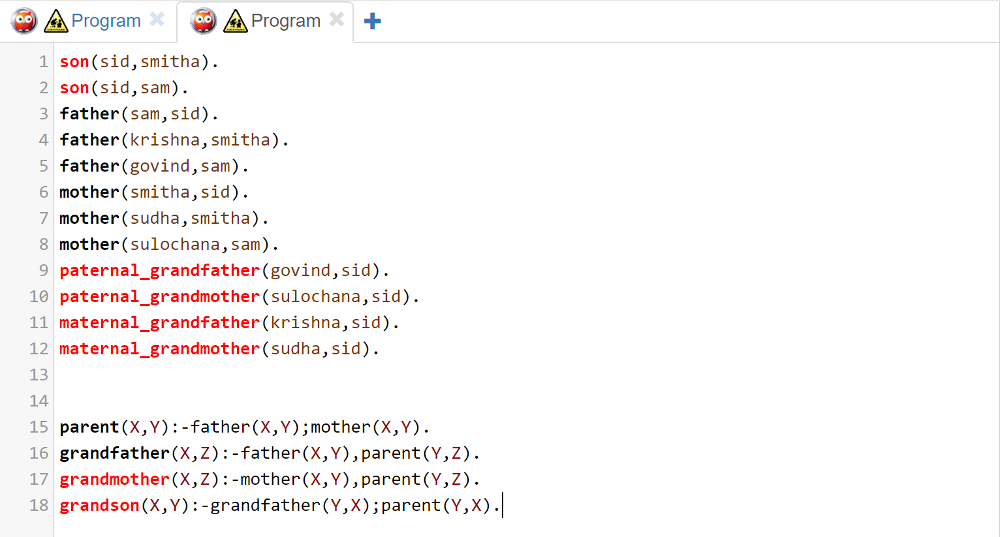 Program Program
1 son(sid,smitha).
2 son(sid,sam).
3 father(sam,sid).
4 father(krishna,smitha).
5 father(govind,sam).
6 mother(smitha,sid).
7 mother(sudha,smitha).
8 mother(sulochana,sam).
9 paternal_grandfather(govind,sid).
10 paternal_grandmother(sulochana,sid).
11 maternal_grandfather(krishna,sid).
12 maternal_grandmother(sudha,sid).
13
14
15 parent(X,Y):-father(X,Y);mother(X,Y).
16 grandfather(X,Z):-father(X,Y),parent(Y,Z).
17 grandmother(X,Z):-mother(X,Y),parent(Y,Z).
18 grandson(X,Y):-grandfather(Y,X);parent(Y,X).